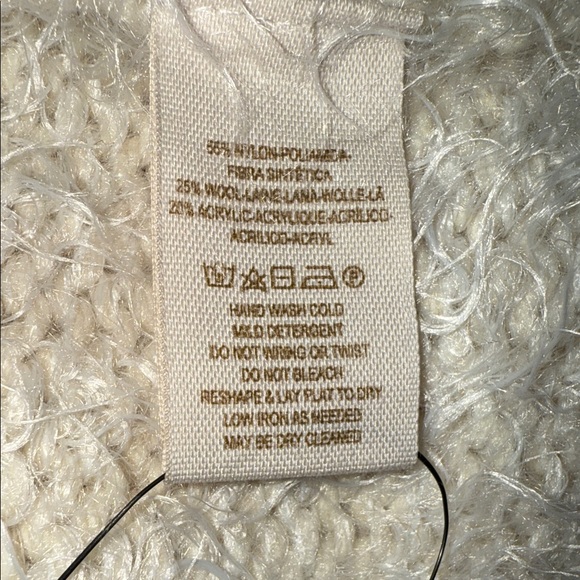 55% NYLON-POLIAMIDA-
FIBRA SINTÉTICA
25% WOOL-LAINE-LANA-WOLLE-LÃ
20% ACRYLIC-ACRYLIQUE-ACRÍLICO-
ACRILICO-ACRYL
P
HAND WASH COLD
MILD DETERGENT
DO NOT WRING OR TWIST
DO NOT BLEACH
RESHAPE & LAY FLAT TO DRY
LOW IRON AS NEEDED
MAY BE DRY CLEANED